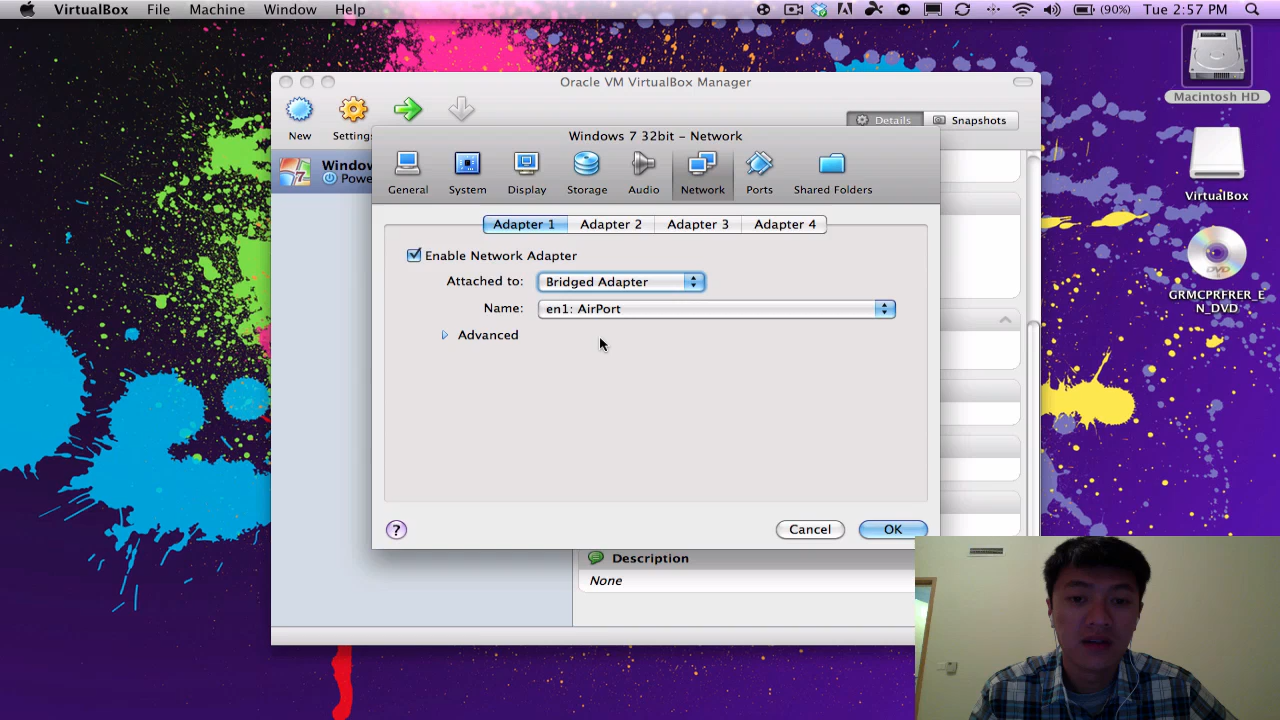 VirtualBox File Machine Window Help (90%) Tue 2:57 PM
Oracle VM VirtualBox Manager
New Settings Details Snapshots
Macintosh HD
Windows 7 32bit – Network
Window
Powe
General System Display Storage Audio Network Ports Shared Folders
VirtualBox
Adapter 1 Adapter 2 Adapter 3 Adapter 4
Enable Network Adapter
Attached to: Bridged Adapter
Name: en1: AirPort
Advanced
DVD
GRMCPRFRER_E
N_DVD
? Cancel OK
Description
None